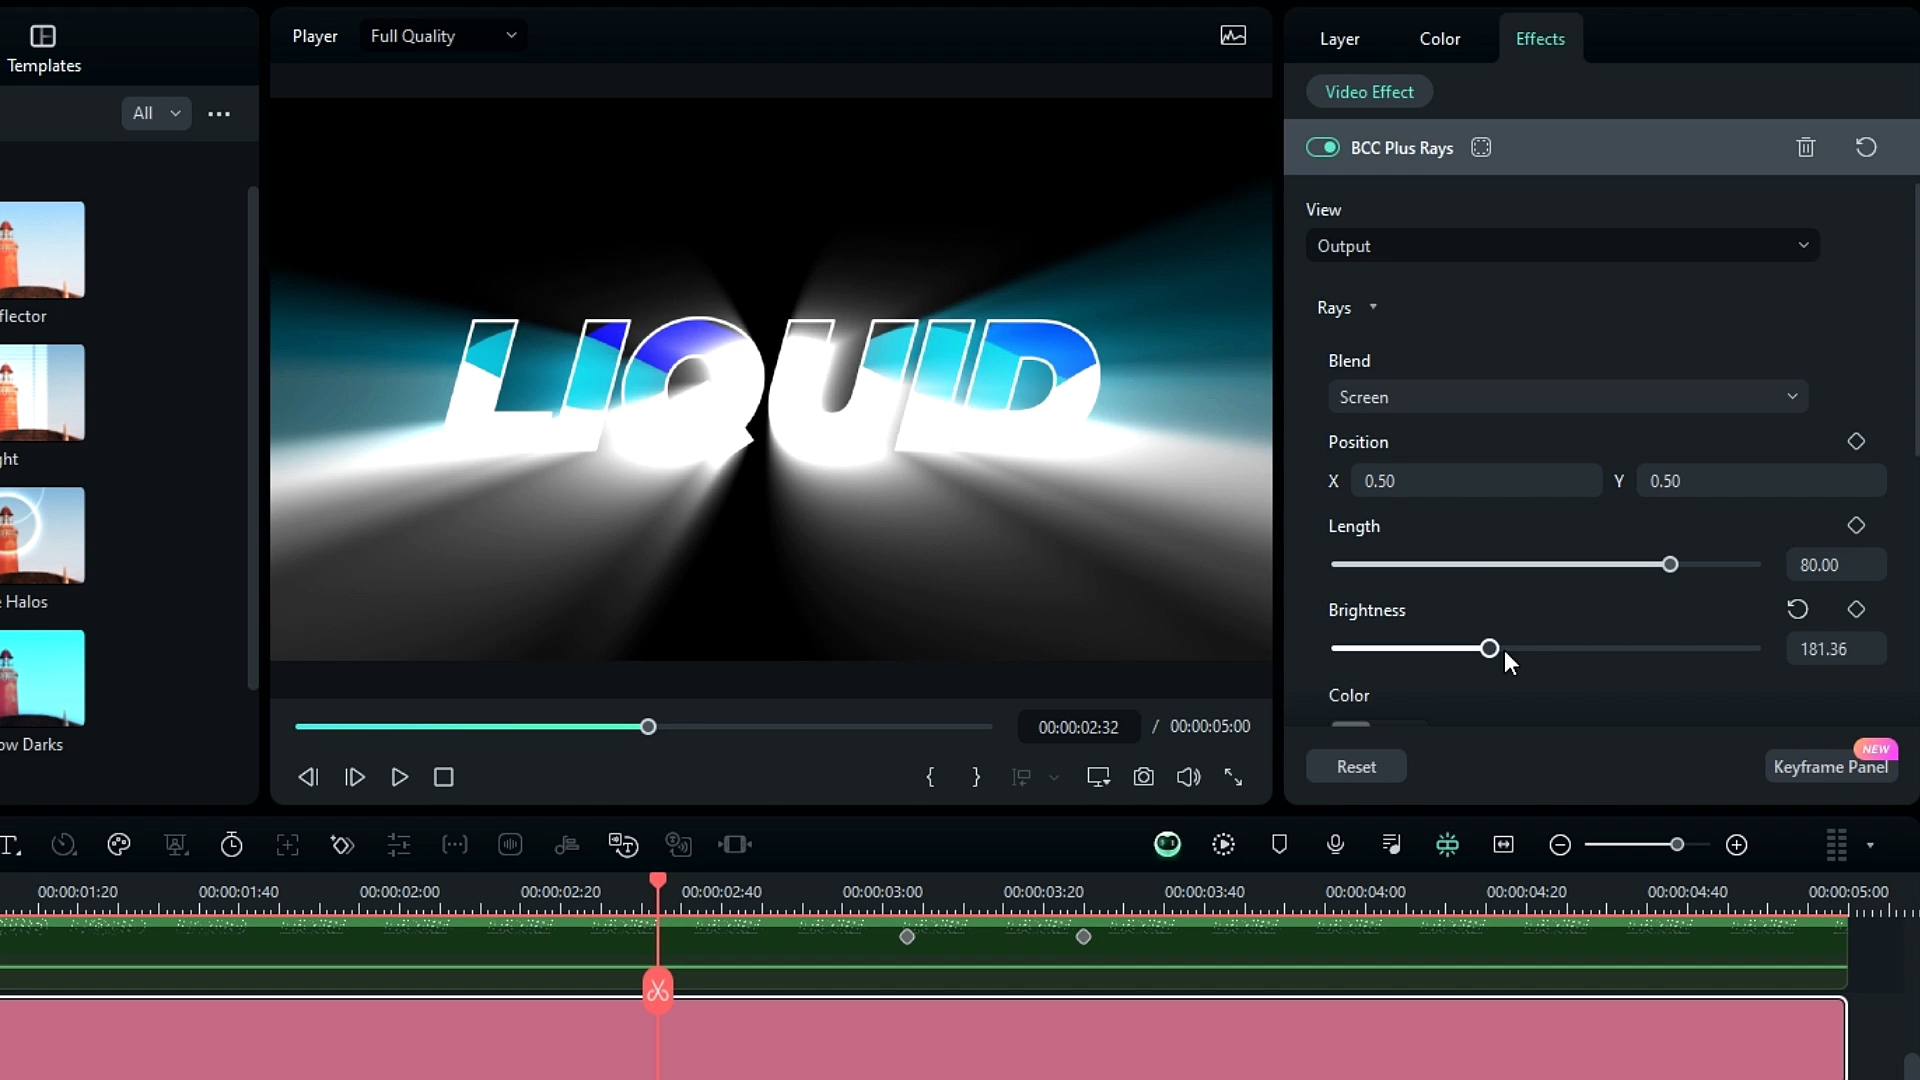 Templates
All
flector
ght
e Halos
ow Darks
Player
Full Quality
LIQUID
00:00:02:32 / 00:00:05:00
Layer
Color
Effects
Video Effect
BCC Plus Rays
View
Output
Rays
Blend
Screen
Position
X 0.50 Y 0.50
Length
80.00
Brightness
181.36
Color
Reset
NEW
Keyframe Panel
00:00:01:20 00:00:01:40 00:00:02:00 00:00:02:20 00:00:02:40 00:00:03:00 00:00:03:20 00:00:03:40 00:00:04:00 00:00:04:20 00:00:04:40 00:00:05:00